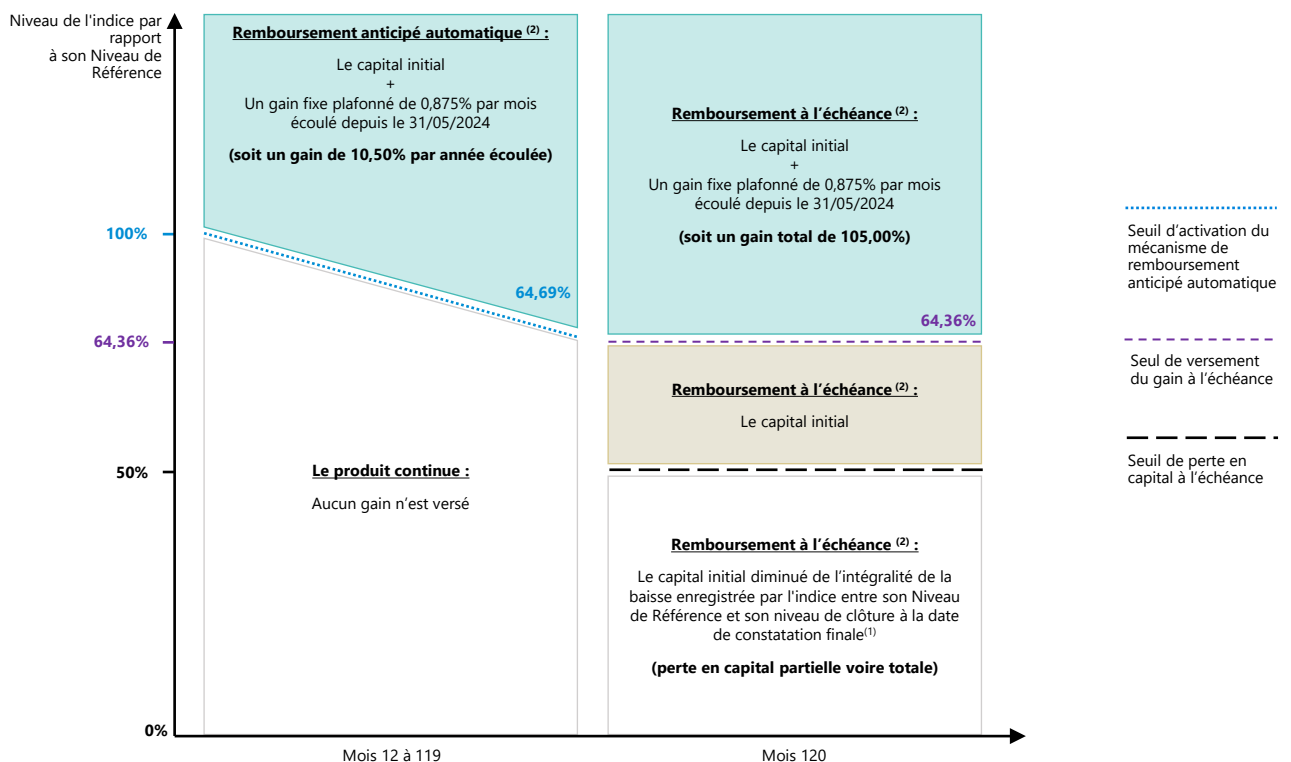 Niveau de l'indice par
rapport
à son Niveau de
Référence
Remboursement anticipé automatique (2) :
Le capital initial
+
Un gain fixe plafonné de 0,875% par mois
écoulé depuis le 31/05/2024
(soit un gain de 10,50% par année écoulée)
100%
64,69%
64,36%
50%
Le produit continue :
Aucun gain n'est versé
0%
Mois 12 à 119
Remboursement à l'échéance (2) :
Le capital initial
+
Un gain fixe plafonné de 0,875% par mois
écoulé depuis le 31/05/2024
(soit un gain total de 105,00%)
64,36%
Remboursement à l'échéance (2) :
Le capital initial
Remboursement à l'échéance (2) :
Le capital initial diminué de l'intégralité de la
baisse enregistrée par l'indice entre son Niveau
de Référence et son niveau de clôture à la date
de constatation finale(1)
(perte en capital partielle voire totale)
Mois 120
Seuil d'activation du
mécanisme de
remboursement
anticipé automatique
Seul de versement
du gain à l'échéance
Seuil de perte en
capital à l'échéance